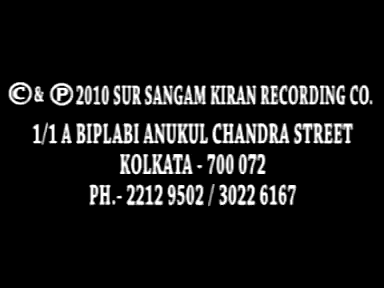 © & ℗ 2010 SUR SANGAM KIRAN RECORDING CO.
1/1 A BIPLABI ANUKUL CHANDRA STREET
KOLKATA - 700 072
PH.- 2212 9502 / 3022 6167